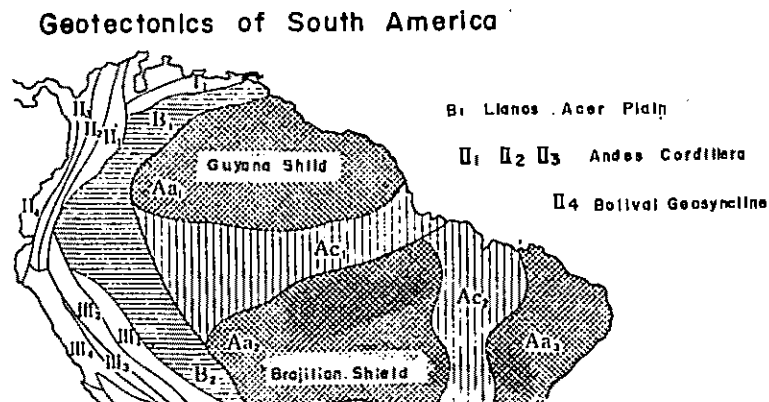 Geotectonics of South America
I₁
II₃
II₂
II₁
B₁
B₁ Llanos . Acer Plain
Guyana Shild
II₁ II₂ II₃ Andes Cordillera
Aa₁
II₄
II₄ Bolival Geosyncline
Ac₁
Ac₂
III₂
III₁
Aa₂
Aa₃
III₄
III₃
B₂
Brajilian Shield